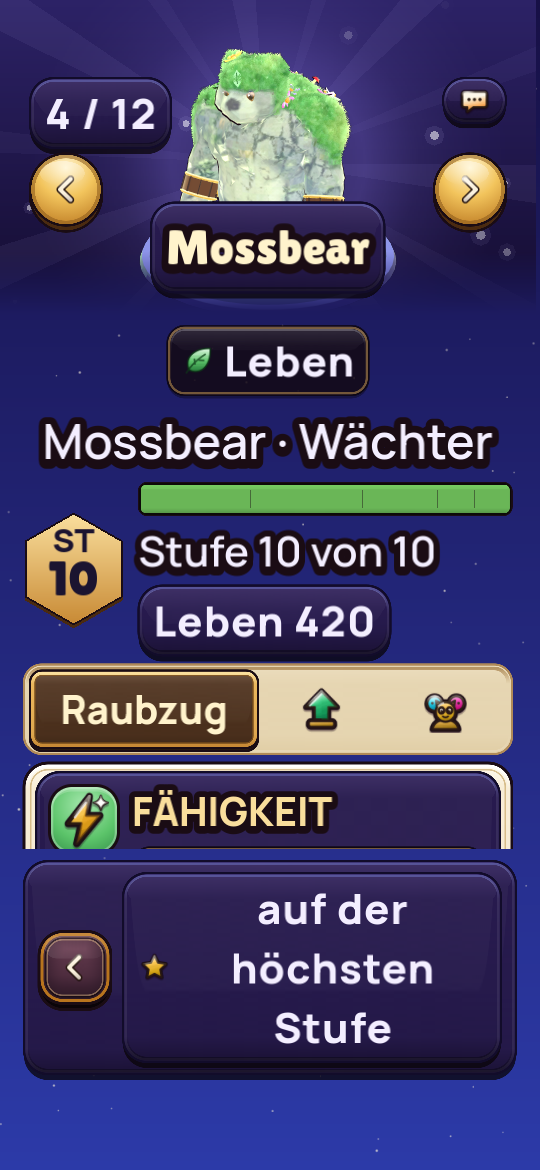 4 / 12
Mossbear
Leben
Mossbear · Wächter
ST
10
Stufe 10 von 10
Leben 420
Raubzug
FÄHIGKEIT
auf der
höchsten
Stufe